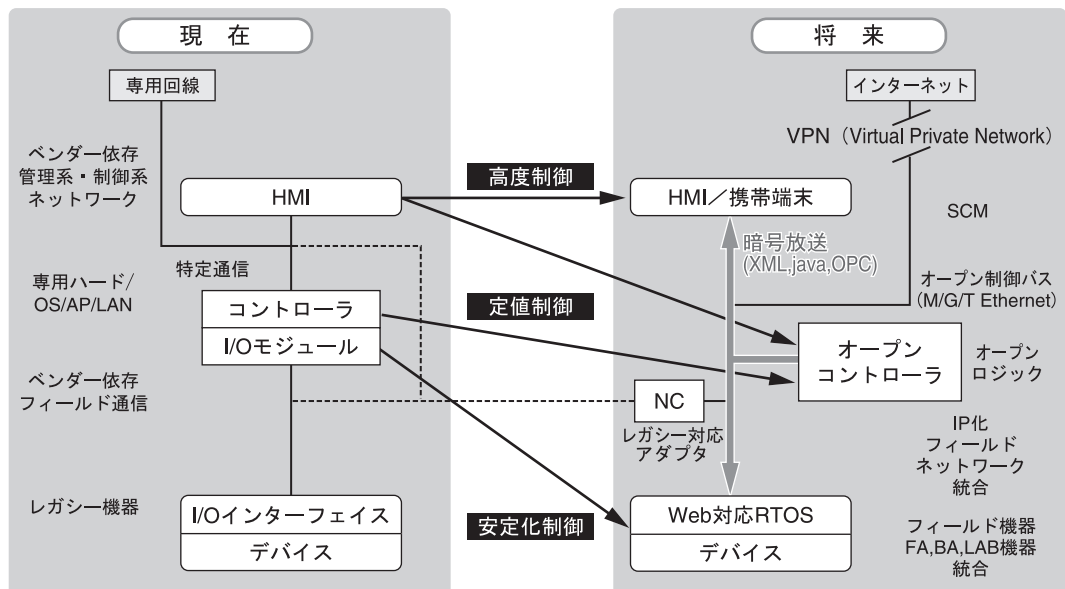 現 在
専用回線
ベンダー依存
管理系・制御系
ネットワーク
HMI
特定通信
専用ハード/
OS/AP/LAN
コントローラ
I/Oモジュール
ベンダー依存
フィールド通信
レガシー機器
I/Oインターフェイス
デバイス
高度制御
定値制御
安定化制御
将 来
インターネット
VPN（Virtual Private Network）
HMI／携帯端末
SCM
暗号放送
(XML,java,OPC)
オープン制御バス
（M/G/T Ethernet）
オープン
コントローラ
オープン
ロジック
NC
レガシー対応
アダプタ
IP化
フィールド
ネットワーク
統合
Web対応RTOS
デバイス
フィールド機器
FA,BA,LAB機器
統合